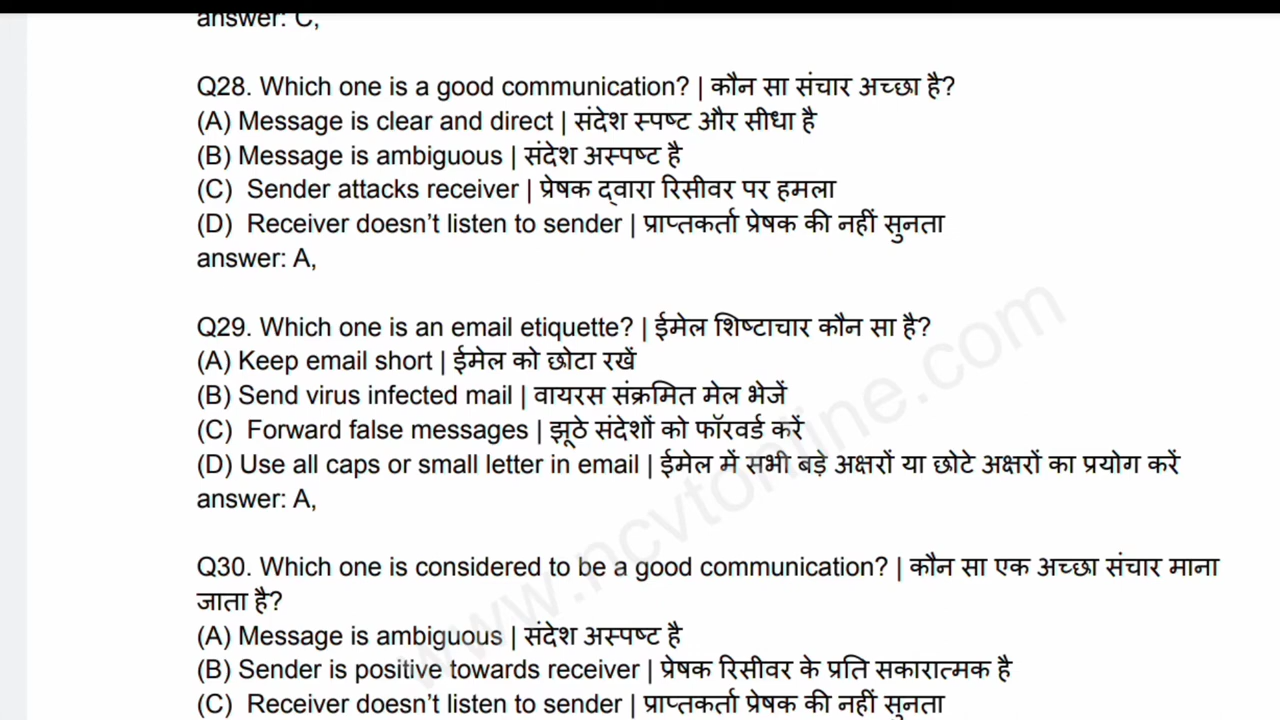 answer: C,
Q28. Which one is a good communication? | कौन सा संचार अच्छा है?
(A) Message is clear and direct | संदेश स्पष्ट और सीधा है
(B) Message is ambiguous | संदेश अस्पष्ट है
(C)  Sender attacks receiver | प्रेषक द्वारा रिसीवर पर हमला
(D)  Receiver doesn’t listen to sender | प्राप्तकर्ता प्रेषक की नहीं सुनता
answer: A,
Q29. Which one is an email etiquette? | ईमेल शिष्टाचार कौन सा है?
(A) Keep email short | ईमेल को छोटा रखें
(B) Send virus infected mail | वायरस संक्रमित मेल भेजें
(C)  Forward false messages | झूठे संदेशों को फॉरवर्ड करें
(D) Use all caps or small letter in email | ईमेल में सभी बड़े अक्षरों या छोटे अक्षरों का प्रयोग करें
answer: A,
Q30. Which one is considered to be a good communication? | कौन सा एक अच्छा संचार माना
जाता है?
(A) Message is ambiguous | संदेश अस्पष्ट है
(B) Sender is positive towards receiver | प्रेषक रिसीवर के प्रति सकारात्मक है
(C)  Receiver doesn’t listen to sender | प्राप्तकर्ता प्रेषक की नहीं सुनता
www.ncvtonline.com